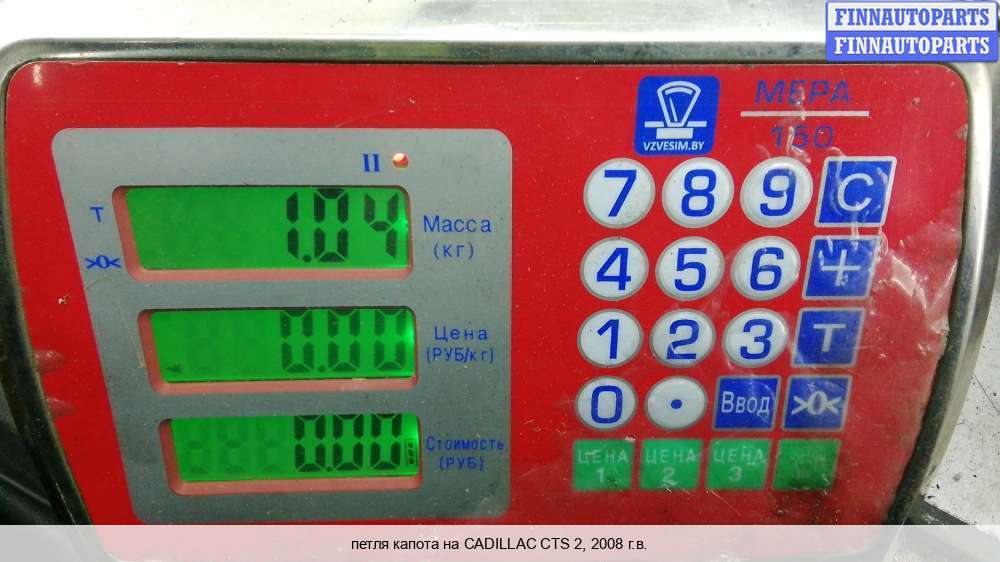 FINNAUTOPARTS
FINNAUTOPARTS
МЕРА
150
VZVESIM.BY
II
1.04
T
Масса
(кг)
>0<
0.00
Цена
(РУБ/кг)
0.00
Стоимость
(РУБ)
7 8 9 C
4 5 6 +
1 2 3 T
0 . Ввод >0<
ЦЕНА ЦЕНА ЦЕНА
1 2 3
петля капота на CADILLAC CTS 2, 2008 г.в.